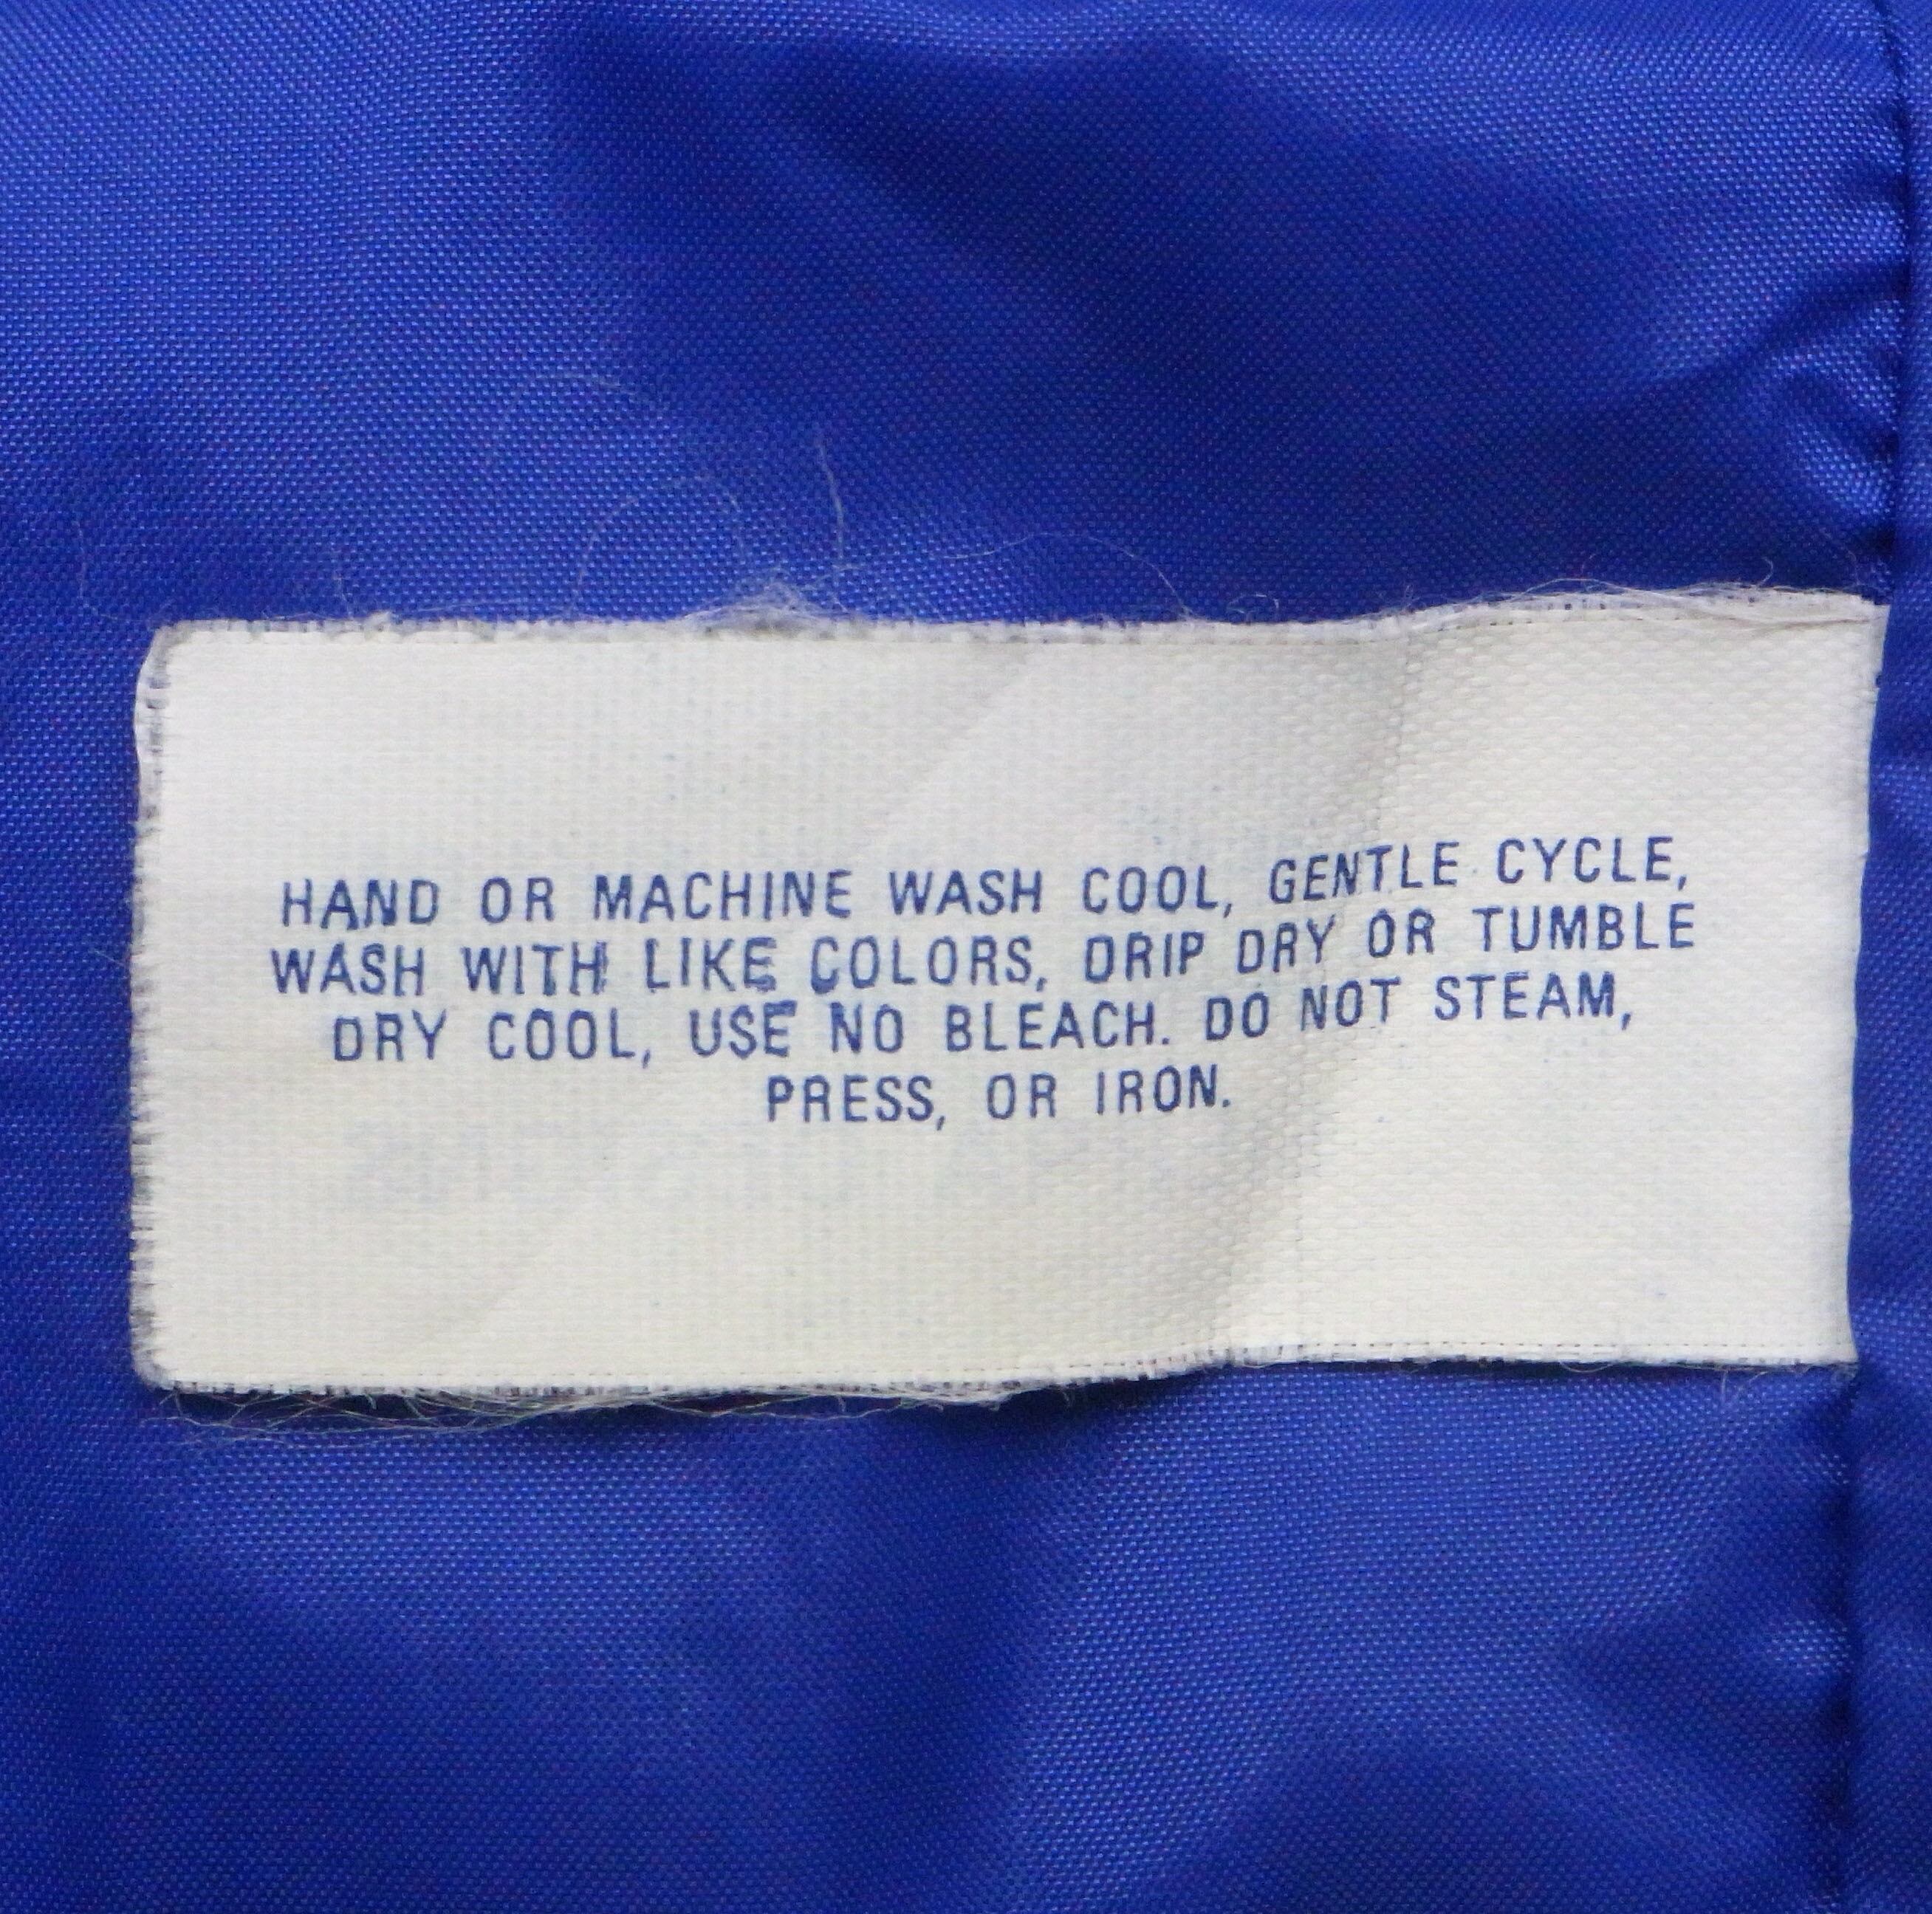 HAND OR MACHINE WASH COOL, GENTLE CYCLE,
WASH WITH LIKE COLORS, DRIP DRY OR TUMBLE
DRY COOL, USE NO BLEACH. DO NOT STEAM,
PRESS, OR IRON.